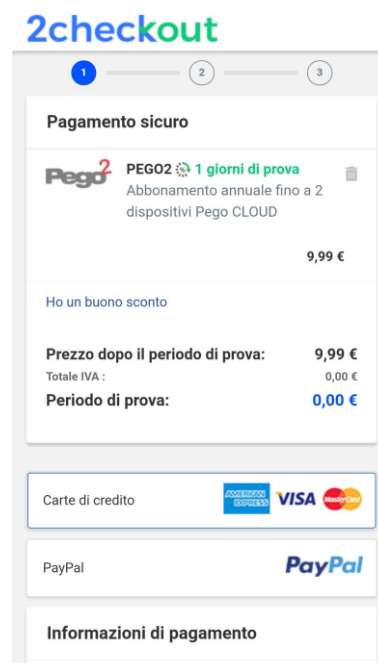 2checkout
1 2 3
Pagamento sicuro
Pego2
PEGO2 1 giorni di prova
Abbonamento annuale fino a 2
dispositivi Pego CLOUD
9,99 €
Ho un buono sconto
Prezzo dopo il periodo di prova: 9,99 €
Totale IVA : 0,00 €
Periodo di prova: 0,00 €
Carte di credito AMERICAN EXPRESS VISA MasterCard
PayPal PayPal
Informazioni di pagamento